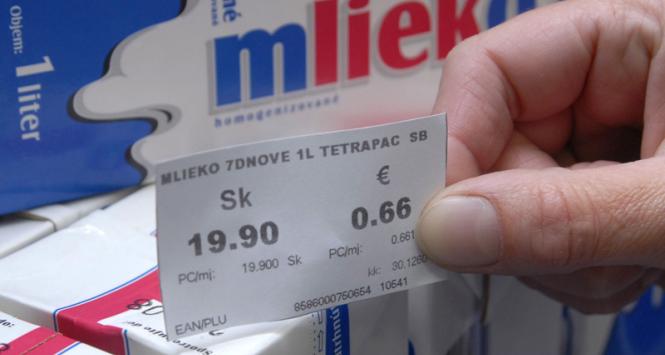 Objem:
1 liter
mliek
homogenizované
MLIEKO 7DNOVE 1L TETRAPAC SB
Sk €
19.90 0.66
PC/mj: 19.900 Sk PC/mj: 0.661
kk: 30.1260
8586000750654 10541
EAN/PLU